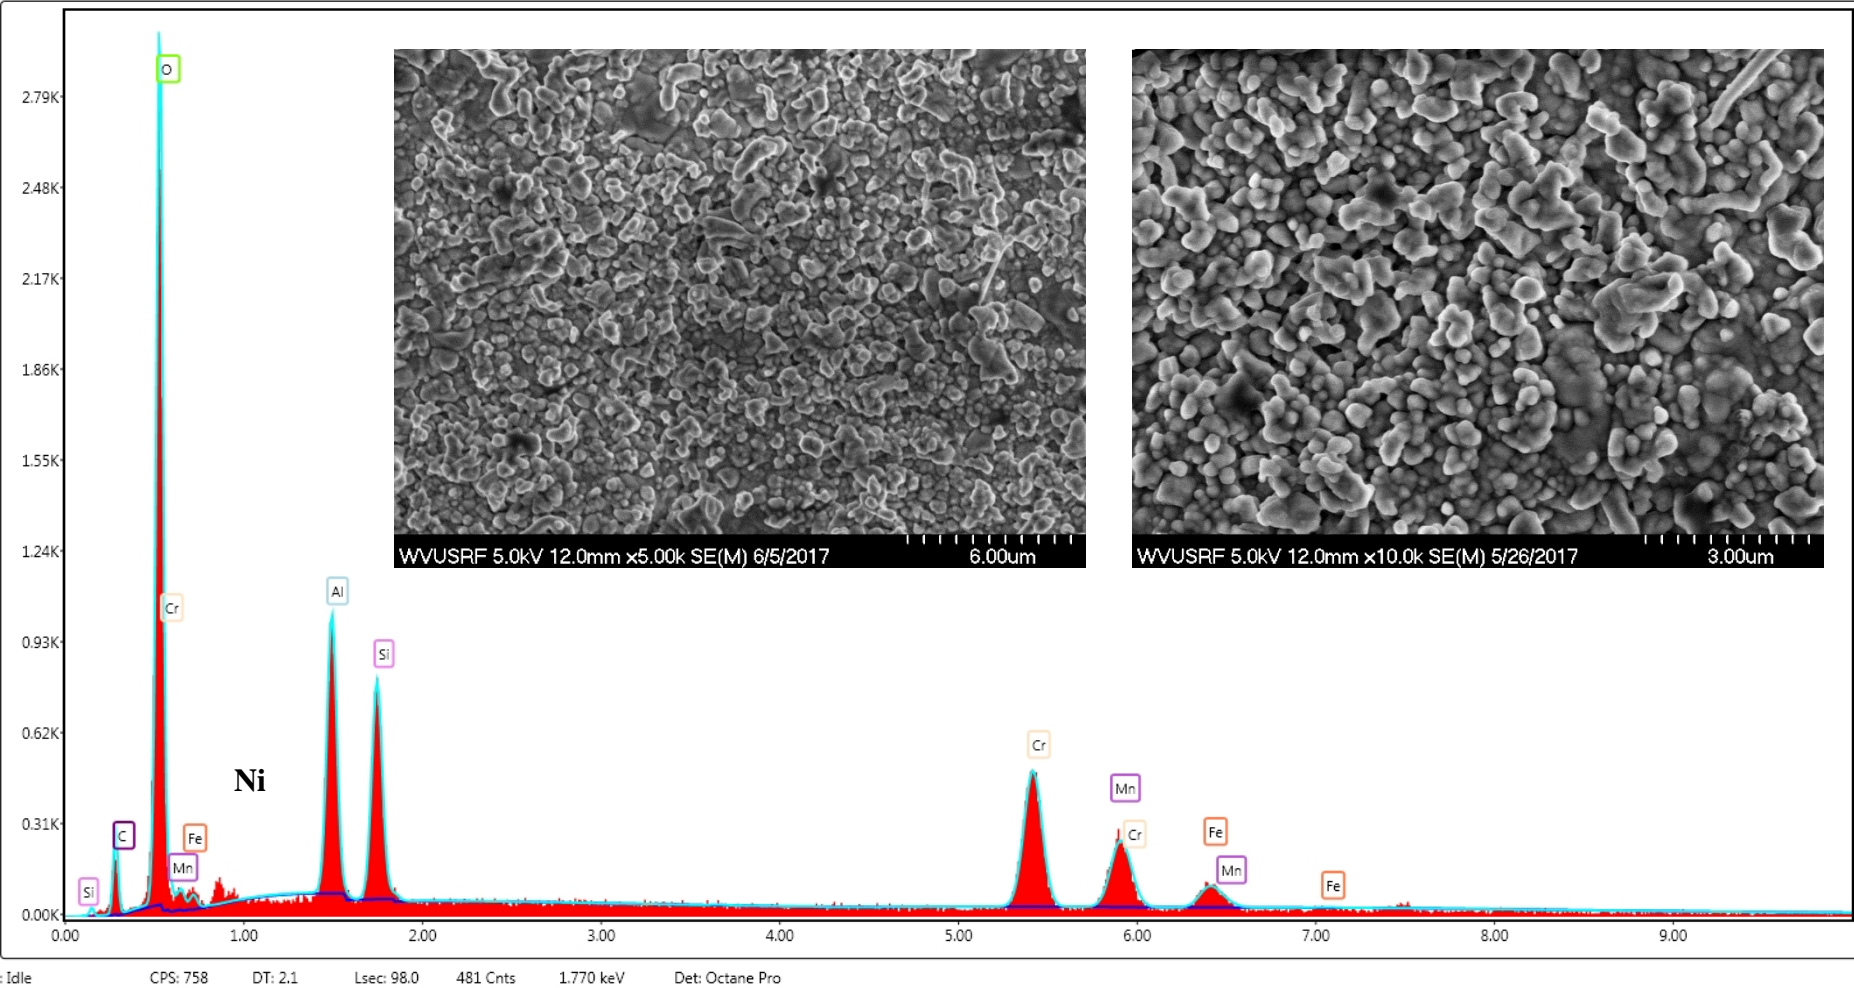 O
2.79K
2.48K
2.17K
1.86K
1.55K
1.24K
0.93K
0.62K
0.31K
0.00K
WVUSRF 5.0kV 12.0mm x5.00k SE(M) 6/5/2017 6.00um
WVUSRF 5.0kV 12.0mm x10.0k SE(M) 5/26/2017 3.00um
Al
Cr
Si
Cr
Ni
Mn
C
Fe
Cr
Fe
Mn
Mn
Si
Fe
0.00 1.00 2.00 3.00 4.00 5.00 6.00 7.00 8.00 9.00
: Idle CPS: 758 DT: 2.1 Lsec: 98.0 481 Cnts 1.770 keV Det: Octane Pro